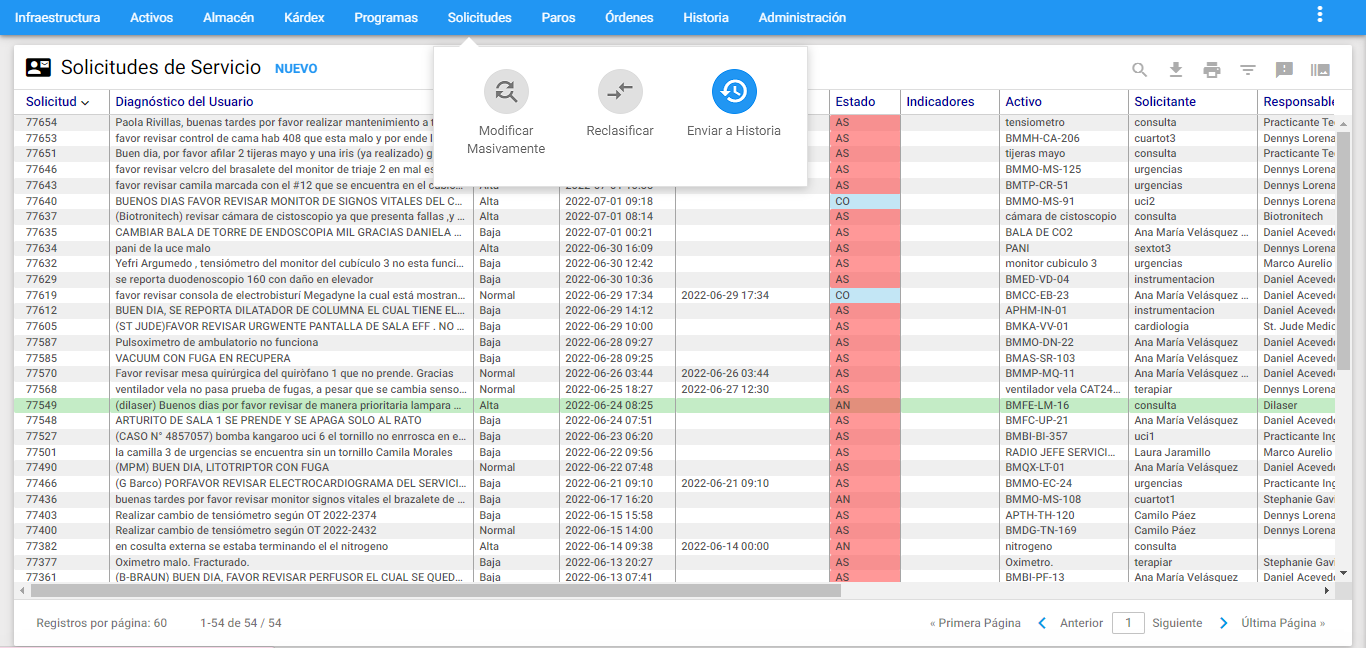 Infraestructura Activos Almacén Kárdex Programas Solicitudes Paros Órdenes Historia Administración
Solicitudes de Servicio NUEVO
Modificar Masivamente
Reclasificar
Enviar a Historia
Solicitud Diagnóstico del Usuario Estado Indicadores Activo Solicitante Responsable
77654 Paola Rivillas, buenas tardes por favor realizar mantenimiento a t AS tensiometro consulta Practicante Te
77653 favor revisar control de cama hab 408 que esta malo y por ende l AS BMMH-CA-206 cuartot3 Dennys Lorena
77651 Buen dia, por favor afilar 2 tijeras mayo y una iris (ya realizado) g AS tijeras mayo consulta Practicante Te
77646 favor revisar velcro del brasalete del monitor de triaje 2 en mal es AS BMMO-MS-125 urgencias Dennys Lorena
77643 favor revisar camila marcada con el #12 que se encuentra en el AS BMTP-CR-51 urgencias Dennys Lorena
77640 BUENOS DIAS FAVOR REVISAR MONITOR DE SIGNOS VITALES DEL C... Alta 2022-07-01 09:18 CO BMMO-MS-91 uci2 Dennys Lorena
77637 (Biotronitech) revisar cámara de cistoscopio ya que presenta fallas ,y ... Alta 2022-07-01 08:14 AS cámara de cistoscopio consulta Biotronitech
77635 CAMBIAR BALA DE TORRE DE ENDOSCOPIA MIL GRACIAS DANIELA ... Baja 2022-07-01 00:21 AS BALA DE CO2 Ana María Velásquez ... Daniel Acevedo
77634 pani de la uce malo Alta 2022-06-30 16:09 AS PANI sextot3 Dennys Lorena
77632 Yefri Argumedo , tensiómetro del monitor del cubículo 3 no esta funci... Baja 2022-06-30 12:42 AS monitor cubiculo 3 urgencias Marco Aurelio
77629 se reporta duodenoscopio 160 con daño en elevador Baja 2022-06-30 10:36 AS BMED-VD-04 instrumentacion Daniel Acevedo
77619 favor revisar consola de electrobisturí Megadyne la cual está mostran... Normal 2022-06-29 17:34 2022-06-29 17:34 CO BMCC-EB-23 Ana María Velásquez ... Daniel Acevedo
77612 BUEN DIA, SE REPORTA DILATADOR DE COLUMNA EL CUAL TIENE EL... Baja 2022-06-29 14:12 AS APHM-IN-01 instrumentacion Daniel Acevedo
77605 (ST JUDE)FAVOR REVISAR URGWENTE PANTALLA DE SALA EFF . NO ... Baja 2022-06-29 10:00 AS BMKA-VV-01 cardiologia St. Jude Medic
77587 Pulsoximetro de ambulatorio no funciona Baja 2022-06-28 09:27 AS BMMO-DN-22 Ana María Velásquez Daniel Acevedo
77585 VACUUM CON FUGA EN RECUPERA Baja 2022-06-28 09:25 AS BMAS-SR-103 Ana María Velásquez Daniel Acevedo
77570 Favor revisar mesa quirúrgica del quiròfano 1 que no prende. Gracias Normal 2022-06-26 03:44 2022-06-26 03:44 AS BMMP-MQ-11 Ana María Velásquez ... Daniel Acevedo
77568 ventilador vela no pasa prueba de fugas, a pesar que se cambia senso... Normal 2022-06-25 18:27 2022-06-27 12:30 AS ventilador vela CAT24... terapiar Dennys Lorena
77549 (dilaser) Buenos dias por favor revisar de manera prioritaria lampara ... Alta 2022-06-24 08:25 AN BMFE-LM-16 consulta Dilaser
77548 ARTURITO DE SALA 1 SE PRENDE Y SE APAGA SOLO AL RATO Baja 2022-06-24 07:51 AS BMFC-UP-21 Ana María Velásquez Daniel Acevedo
77527 (CASO N° 4857057) bomba kangaroo uci 6 el tornillo no enrrosca en e... Baja 2022-06-23 06:20 AS BMBI-BI-357 uci1 Practicante Ing
77501 la camilla 3 de urgencias se encuentra sin un tornillo Camila Morales Baja 2022-06-22 09:56 AS RADIO JEFE SERVICI... Laura Jaramillo Marco Aurelio
77490 (MPM) BUEN DIA, LITOTRIPTOR CON FUGA Normal 2022-06-22 07:48 AS BMQX-LT-01 Ana María Velásquez Daniel Acevedo
77466 (G Barco) PORFAVOR REVISAR ELECTROCARDIOGRAMA DEL SERVICI... Baja 2022-06-21 09:10 2022-06-21 09:10 AS BMMO-EC-24 urgencias Practicante Ing
77436 buenas tardes por favor revisar monitor signos vitales el brazalete de ... Baja 2022-06-17 16:20 AN BMMO-MS-108 cuartot1 Stephanie Gavi
77403 Realizar cambio de tensiómetro según OT 2022-2374 Baja 2022-06-15 15:58 AS APTH-TH-120 Camilo Páez Dennys Lorena
77400 Realizar cambio de tensiómetro según OT 2022-2432 Normal 2022-06-15 14:00 AS BMDG-TN-169 Camilo Páez Dennys Lorena
77382 en cosulta externa se estaba terminando el el nitrogeno Alta 2022-06-14 09:38 2022-06-14 00:00 AN nitrogeno consulta
77377 Oximetro malo. Fracturado. Baja 2022-06-13 20:27 AS Oximetro. terapiar Stephanie Gavi
77361 (B-BRAUN) BUEN DIA, FAVOR REVISAR PERFUSOR EL CUAL SE QUED... Baja 2022-06-13 07:41 AS BMBI-PF-13 Ana María Velásquez Daniel Acevedo
Registros por página: 60 1-54 de 54 / 54 « Primera Página Anterior 1 Siguiente Última Página »